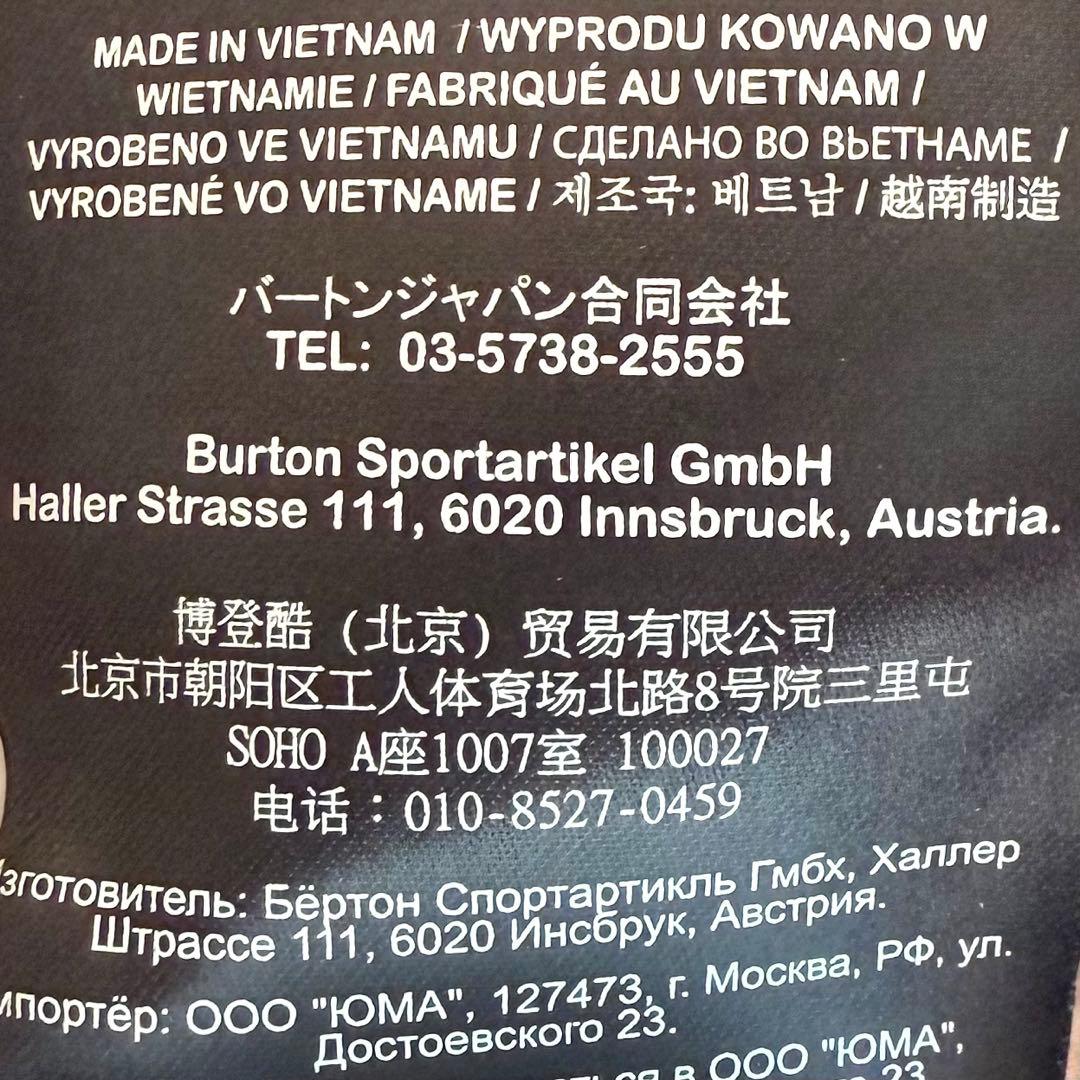 MADE IN VIETNAM / WYPRODU KOWANO W
WIETNAMIE / FABRIQUÉ AU VIETNAM /
VYROBENO VE VIETNAMU / СДЕЛАНО ВО ВЬЕТНАМЕ /
VYROBENÉ VO VIETNAME / 제조국: 베트남 / 越南制造
バートンジャパン合同会社
TEL: 03-5738-2555
Burton Sportartikel GmbH
Haller Strasse 111, 6020 Innsbruck, Austria.
博登酷（北京）贸易有限公司
北京市朝阳区工人体育场北路8号院三里屯
SOHO A座1007室 100027
电话：010-8527-0459
зготовитель: Бёртон Спортартикль Гмбх, Халлер
Штрассе 111, 6020 Инсбрук, Австрия.
мпортёр: ООО "ЮМА", 127473, г. Москва, РФ, ул.
Достоевского 23.
в ООО "ЮМА",
23